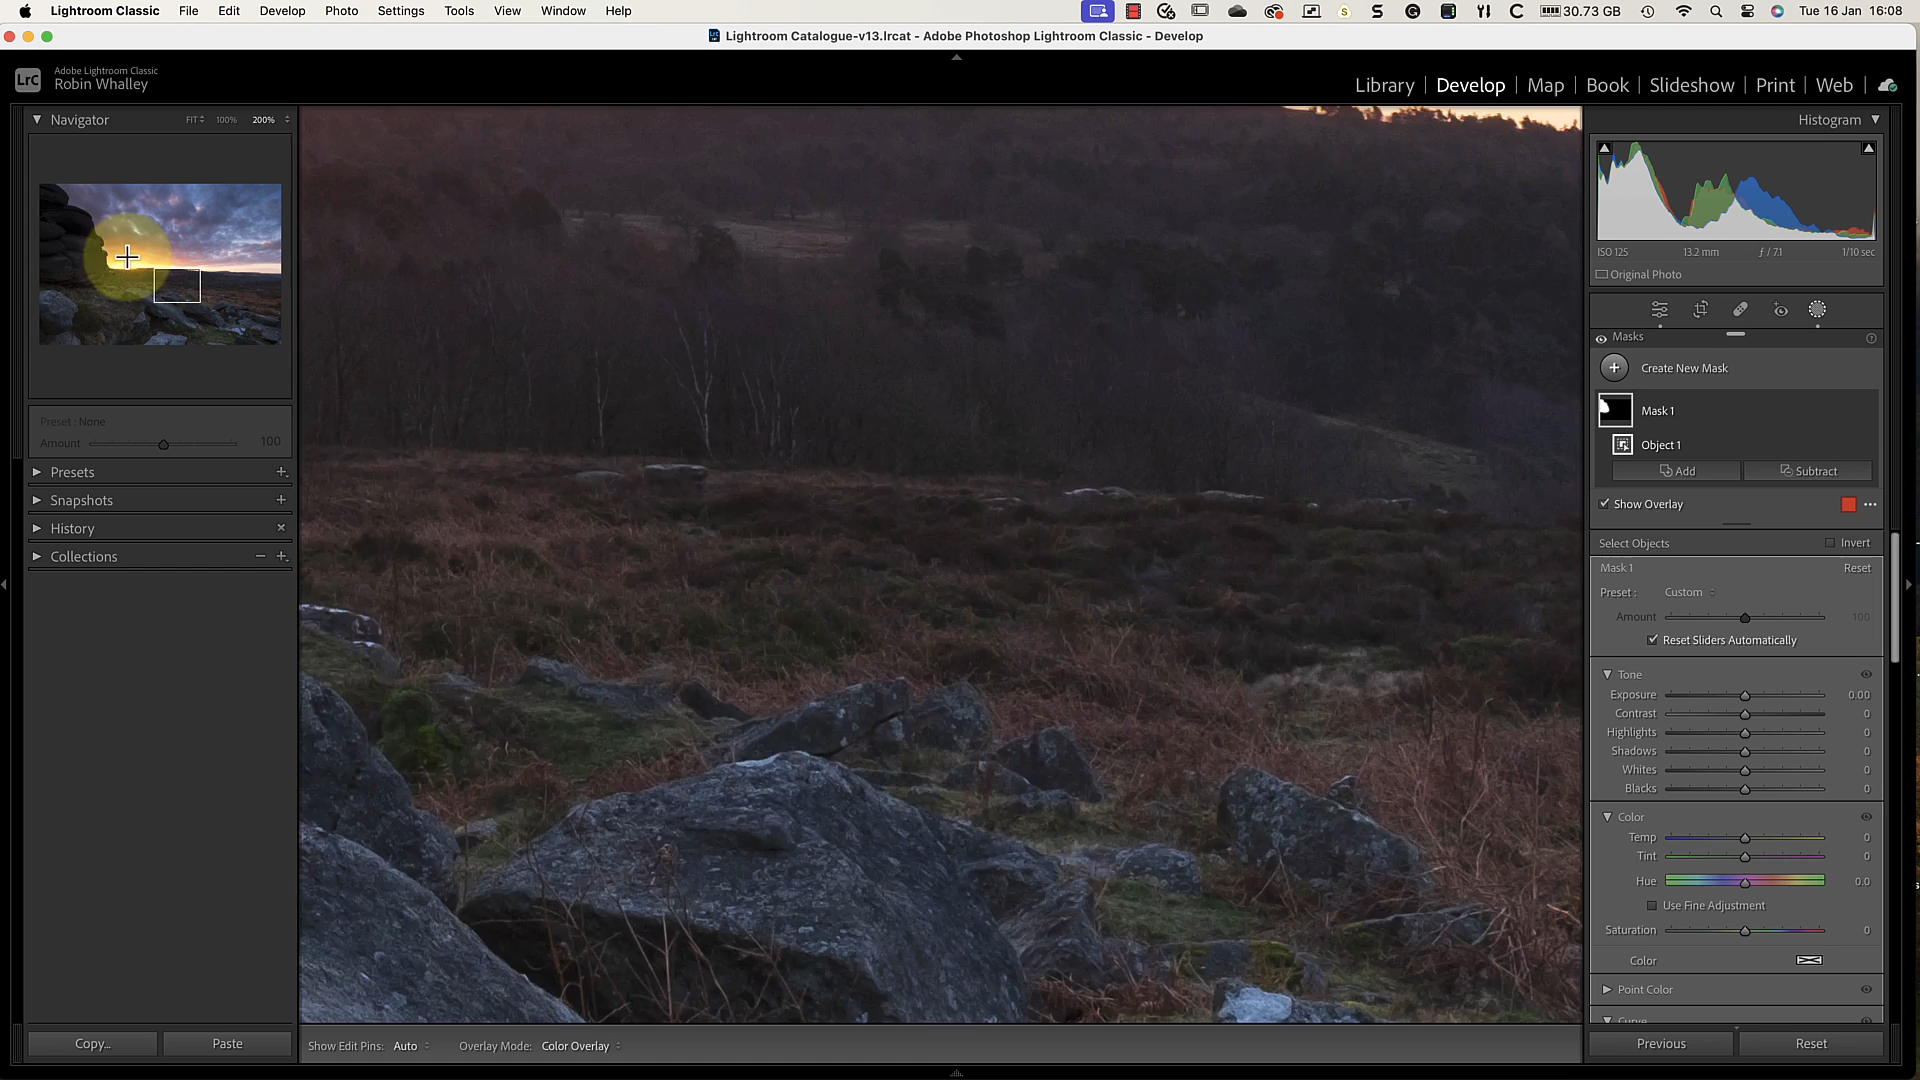 Lightroom Classic File Edit Develop Photo Settings Tools View Window Help 30.73 GB Tue 16 Jan 16:08
Lightroom Catalogue-v13.lrcat - Adobe Photoshop Lightroom Classic - Develop
LrC Adobe Lightroom Classic
Robin Whalley
Library Develop Map Book Slideshow Print Web
Navigator FIT 100% 200%
Histogram
ISO 125 13.2 mm ƒ / 7.1 1/10 sec
Original Photo
Masks
Create New Mask
Mask 1
Object 1
Add Subtract
Show Overlay
Select Objects Invert
Mask 1 Reset
Preset : Custom
Amount 100
Reset Sliders Automatically
Tone
Exposure 0.00
Contrast 0
Highlights 0
Shadows 0
Whites 0
Blacks 0
Color
Temp 0
Tint 0
Hue 0.0
Use Fine Adjustment
Saturation 0
Color
Point Color
Curve
Previous Reset
Preset : None
Amount 100
Presets
Snapshots
History
Collections
Copy... Paste
Show Edit Pins: Auto Overlay Mode: Color Overlay